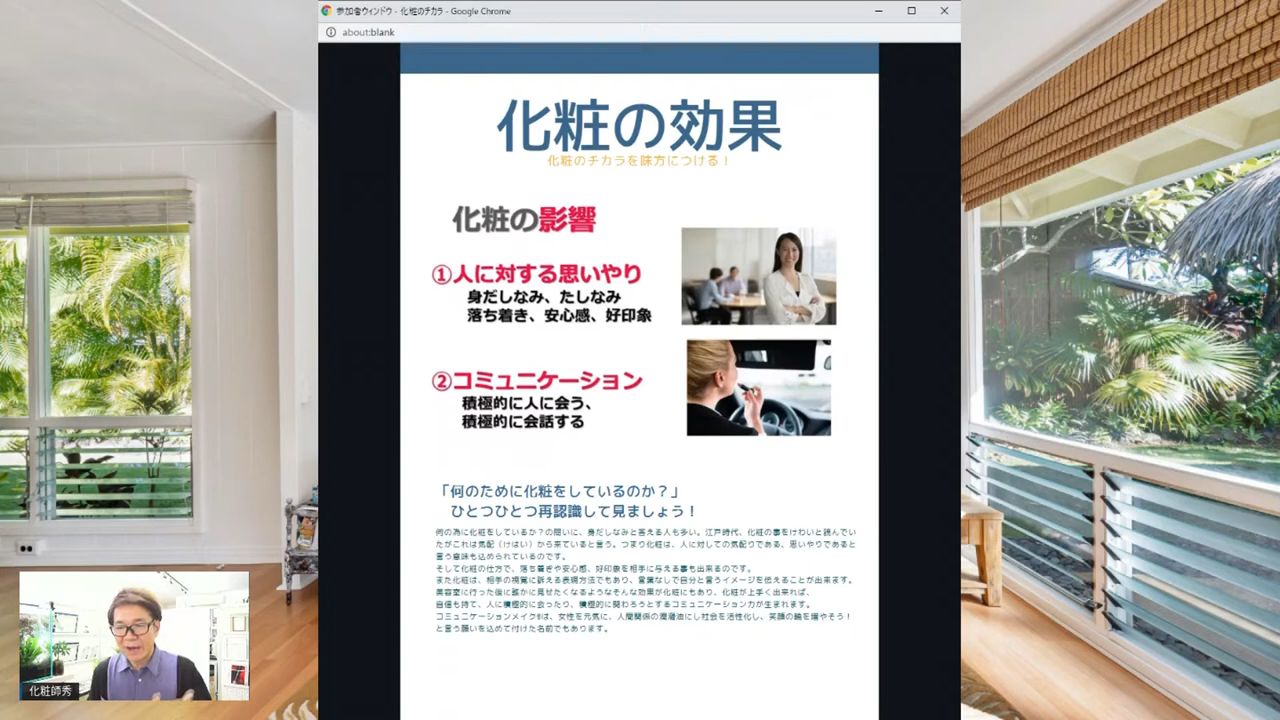 参加者ウィンドウ - 化粧のチカラ - Google Chrome
about:blank
化粧の効果
化粧のチカラを味方につける！
化粧の影響
①人に対する思いやり
身だしなみ、たしなみ
落ち着き、安心感、好印象
②コミュニケーション
積極的に人に会う、
積極的に会話する
「何のために化粧をしているのか？」
ひとつひとつ再認識して見ましょう！
何の為に化粧をしているか？の問いに、身だしなみと答える人も多い。江戸時代、化粧の事をけわいと読んでい
たがこれは気配（けはい）から来ていると言う。つまり化粧は、人に対しての気配りである、思いやりであると
言う意味も込められているのです。
そして化粧の仕方で、落ち着きや安心感、好印象を相手に与える事も出来るのです。
また化粧は、相手の視覚に訴える表現方法でもあり、言葉なしで自分と言うイメージを伝えることが出来ます。
美容室に行った後に誰かに見せたくなるようなそんな効果が化粧にもあり、化粧が上手く出来れば、
自信も持て、人に積極的に会ったり、積極的に関わろうとするコミュニケーション力が生まれます。
コミュニケーションメイク®は、女性を元気に、人間関係の潤滑油にし社会を活性化し、笑顔の輪を増やそう！
と言う願いを込めて付けた名前でもあります。
化粧師秀